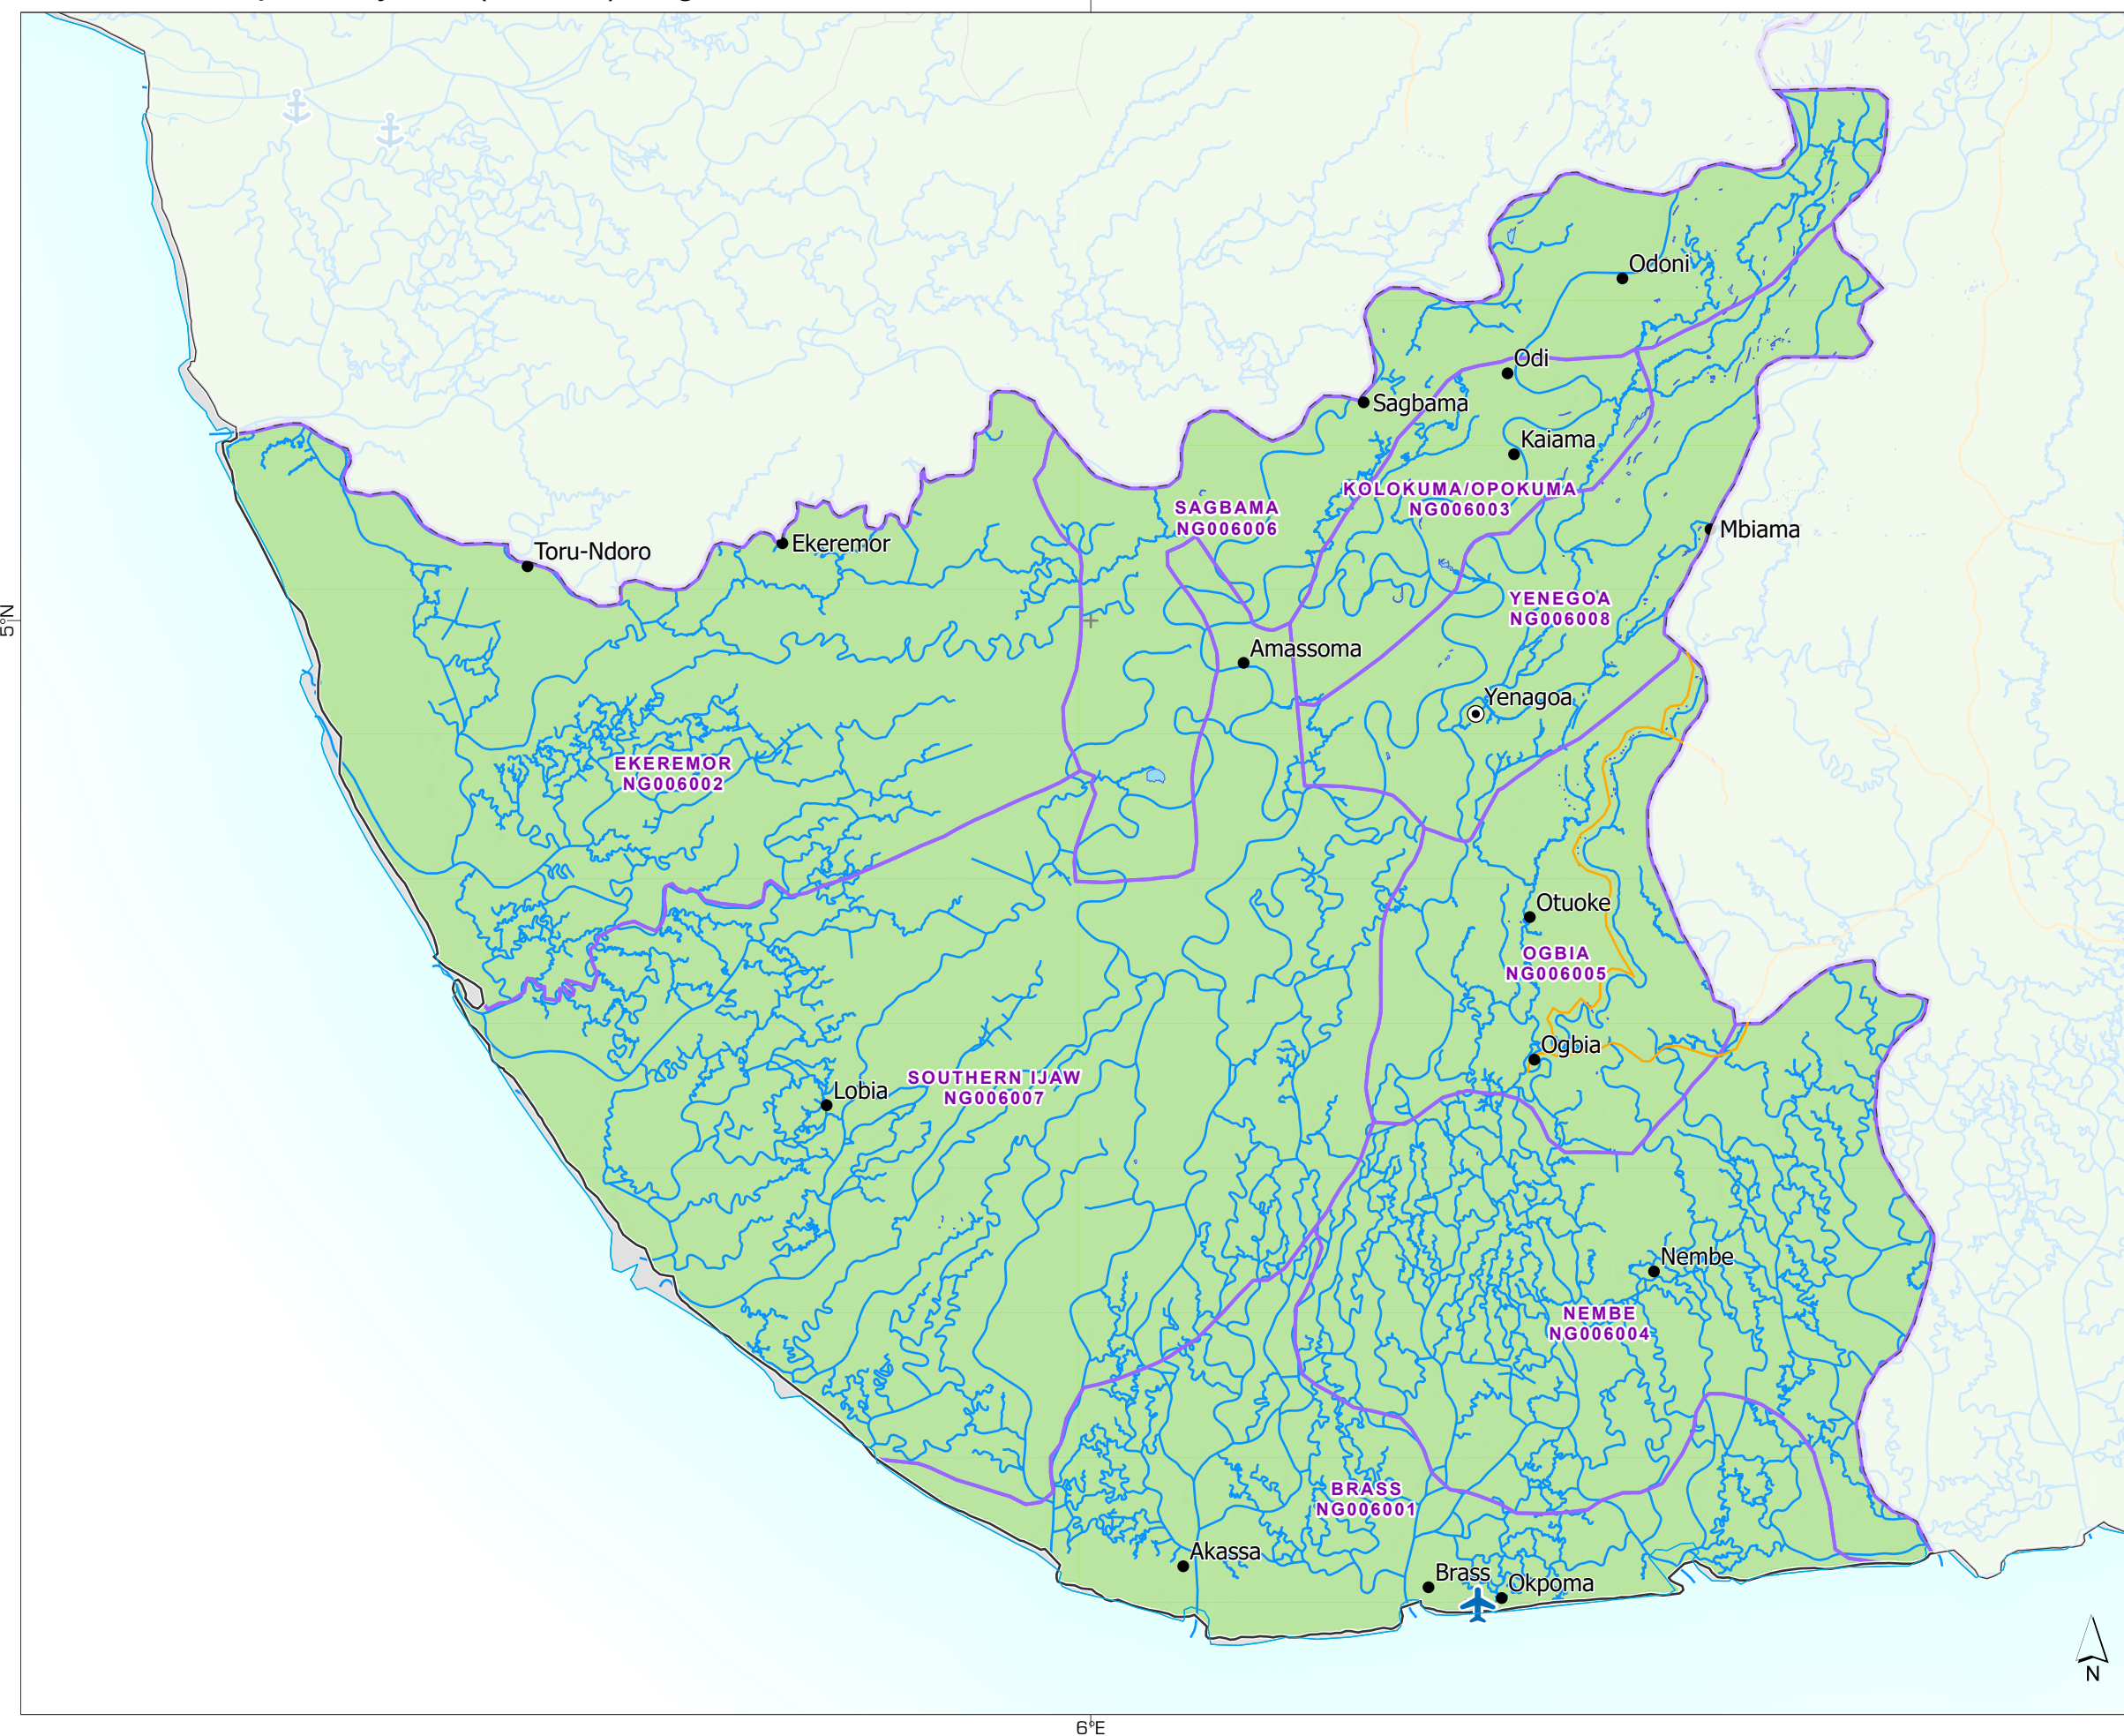 Odoni
Odi
Sagbama
Kaiama
KOLOKUMA/OPOKUMA
NG006003
SAGBAMA
NG006006
Mbiama
Ekeremor
Toru-Ndoro
YENEGOA
NG006008
5°N
Amassoma
Yenagoa
EKEREMOR
NG006002
Otuoke
OGBIA
NG006005
Ogbia
SOUTHERN IJAW
NG006007
Lobia
Nembe
NEMBE
NG006004
BRASS
NG006001
Akassa
Brass
Okpoma
N
6°E